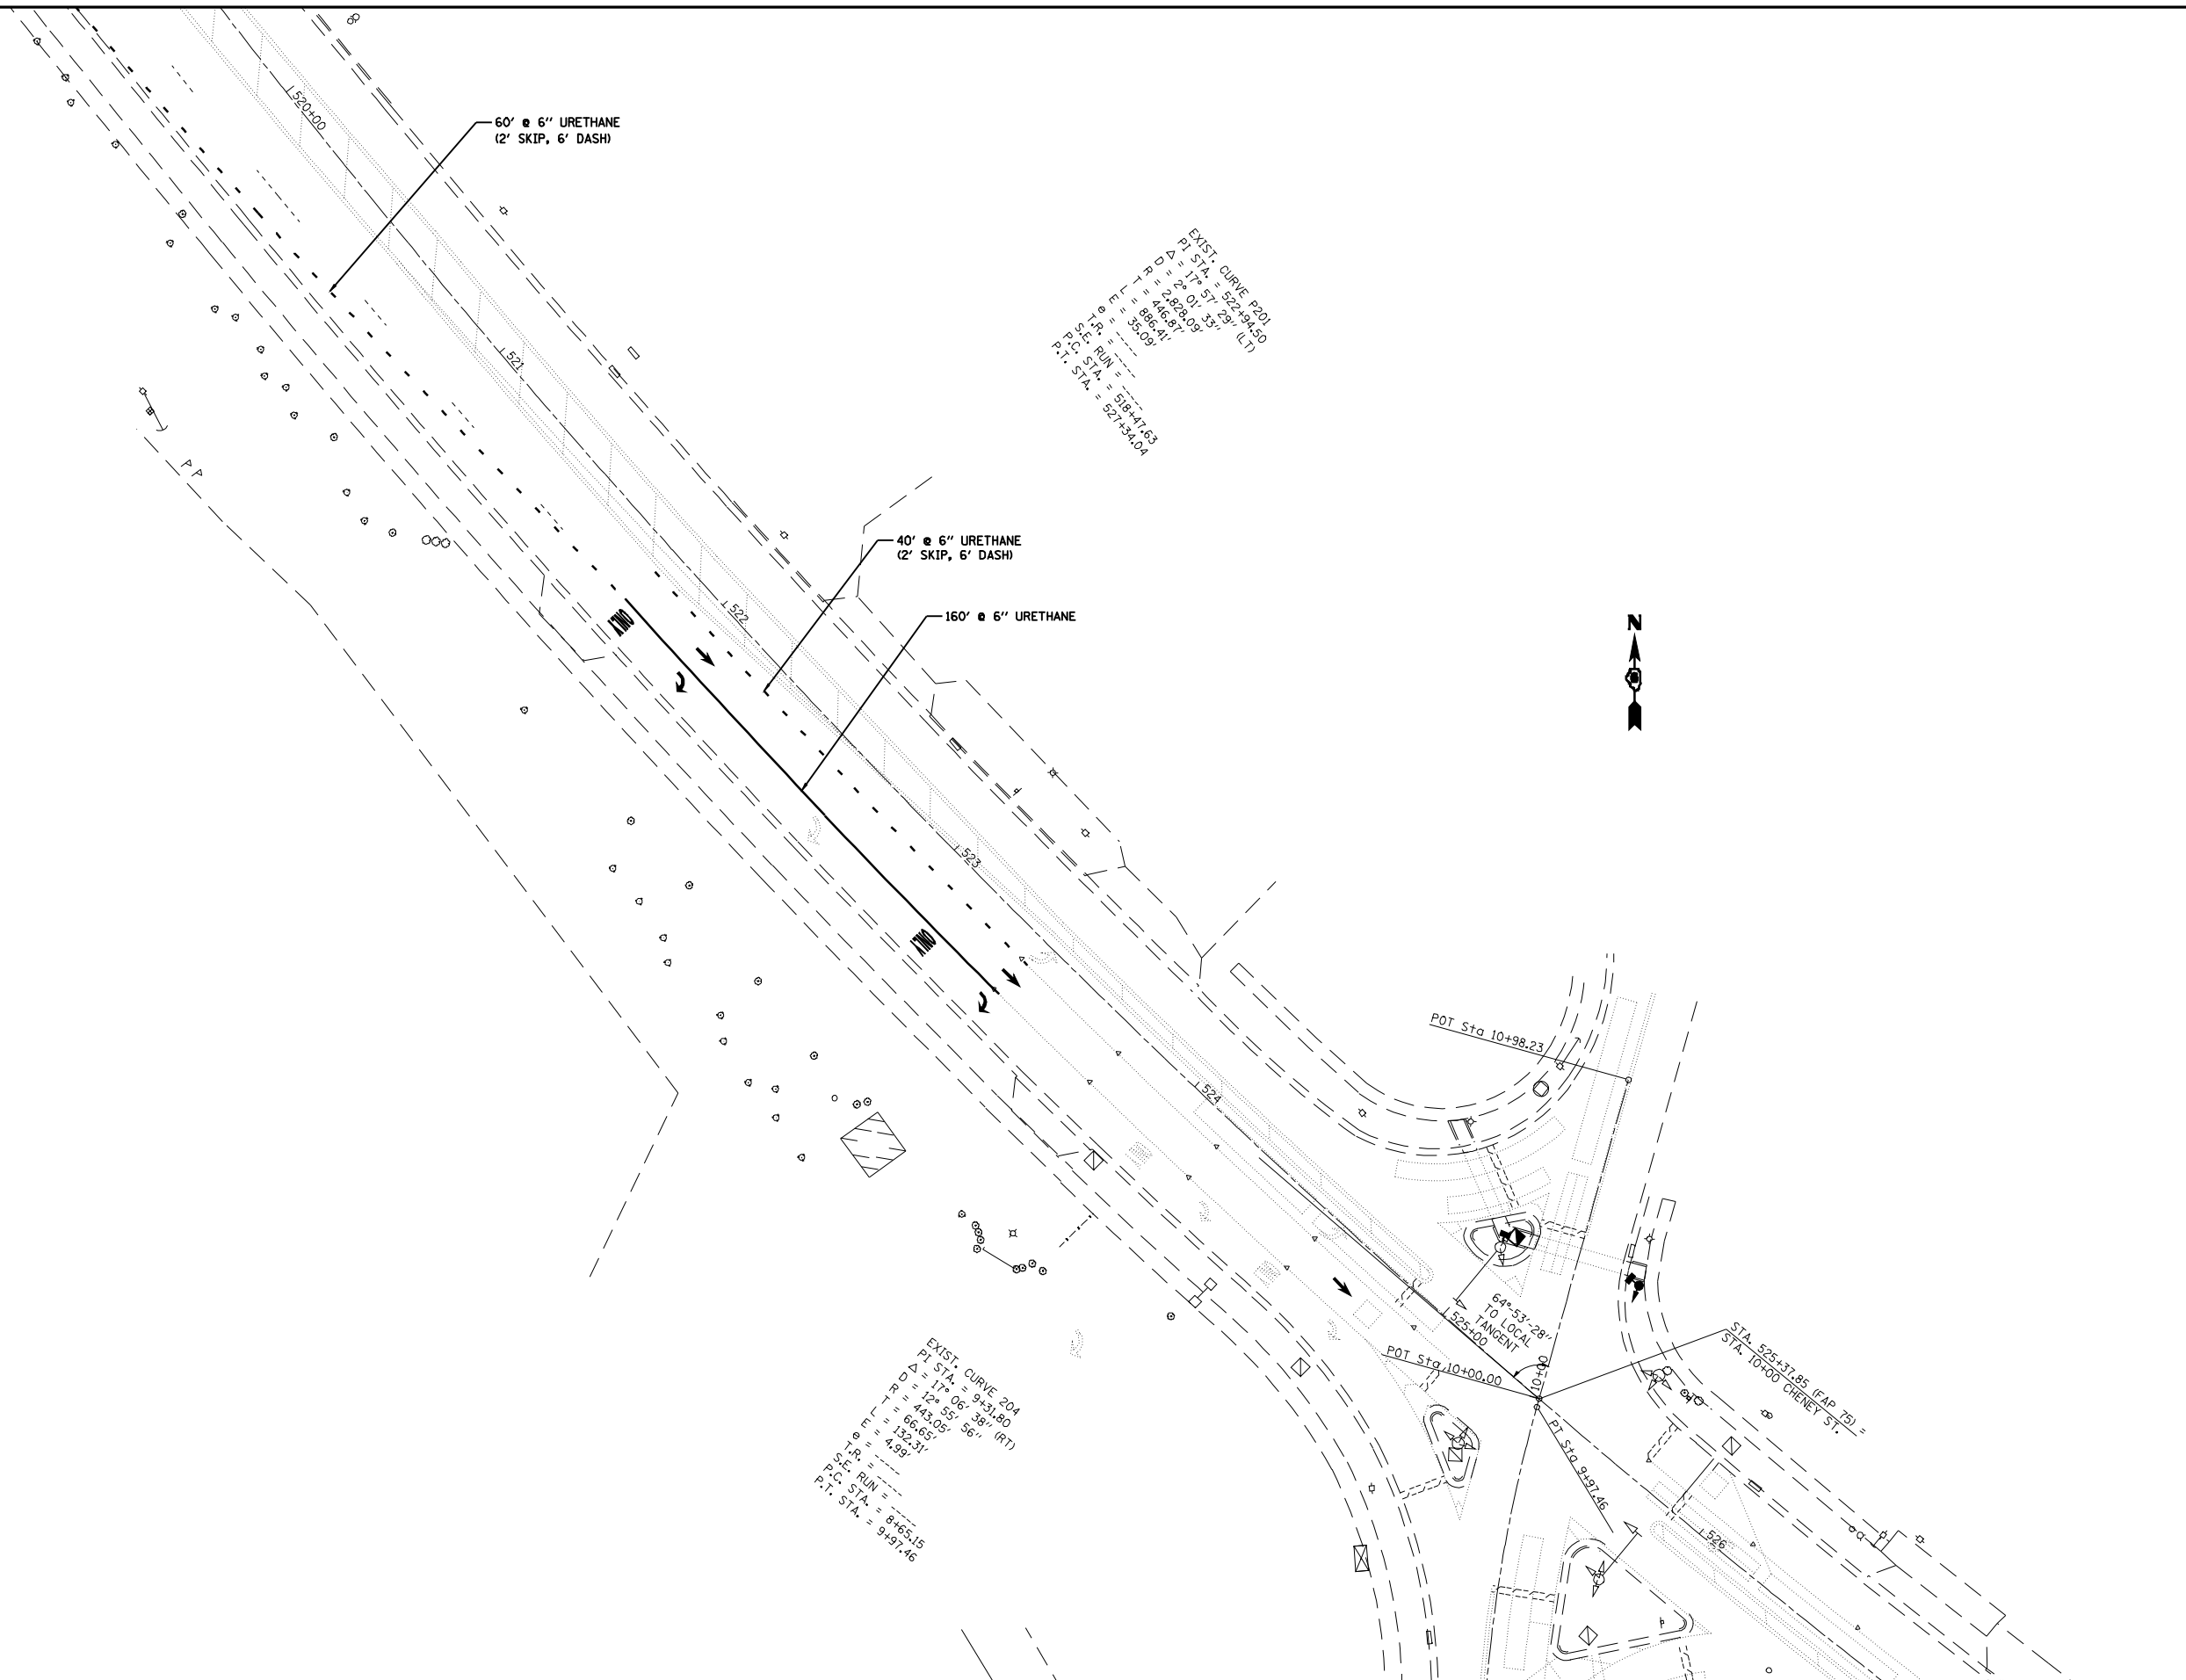 520+00
60' @ 6" URETHANE
(2' SKIP, 6' DASH)
EXIST. CURVE P201
PI STA. = 522+94.50
Δ = 17° 57' 29" (LT)
D = 2° 01' 33"
R = 2,828.09'
T = 446.87'
L = 886.41'
E = 35.09'
e = -----
T.R. = -----
S.E. RUN = -----
P.C. STA. = 518+47.63
P.T. STA. = 527+34.04
521
40' @ 6" URETHANE
(2' SKIP, 6' DASH)
522
160' @ 6" URETHANE
ONLY
N
523
ONLY
POT Sta 10+98.23
524
64°-53'-28"
TO LOCAL
TANGENT
525+00
POT Sta 10+00.00
10+00
STA. 525+37.85 (FAP 75) =
STA. 10+00 CHENEY ST.
PT Sta 9+97.46
526
EXIST. CURVE 204
PI STA. = 9+31.80
Δ = 17° 06' 38" (RT)
D = 12° 55' 56"
R = 443.05'
T = 66.65'
L = 132.31'
E = 4.99'
e = -----
T.R. = -----
S.E. RUN = -----
P.C. STA. = 8+65.15
P.T. STA. = 9+97.46